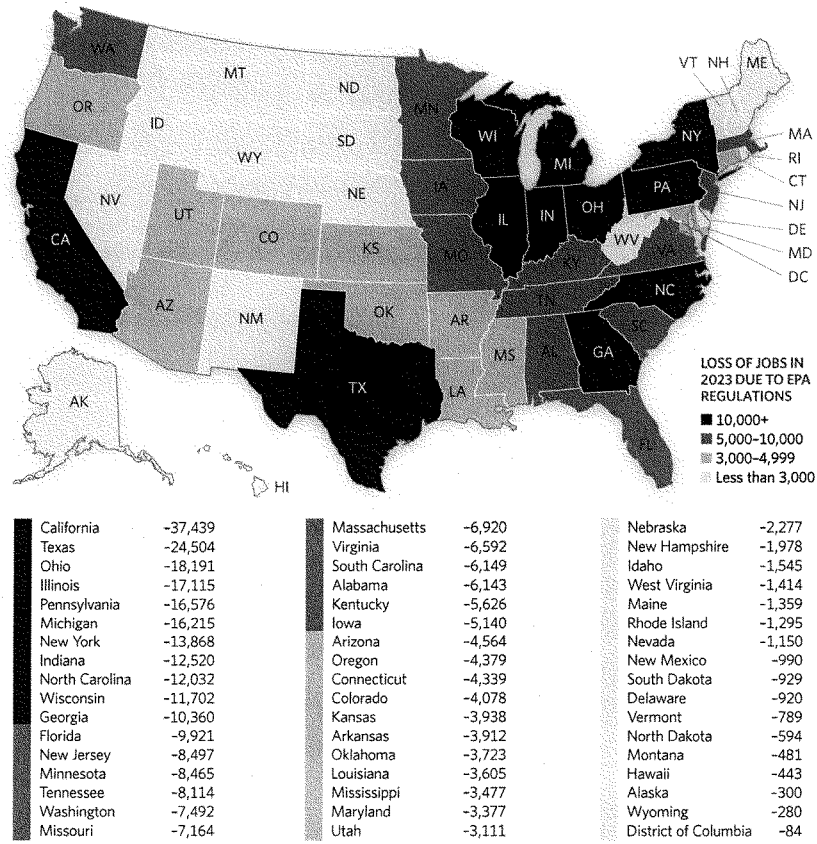 WA
MT
ND
MN
VT NH ME
OR
ID
SD
WI
NY
MA
WY
MI
RI
NV
NE
IA
PA
CT
UT
CO
IL
IN
OH
NJ
CA
KS
MO
WV
VA
DE
KY
MD
AZ
NM
OK
TN
NC
DC
AR
SC
TX
LA
MS
AL
GA
AK
HI
FL
LOSS OF JOBS IN
2023 DUE TO EPA
REGULATIONS
10,000+
5,000–10,000
3,000–4,999
Less than 3,000
California -37,439
Texas -24,504
Ohio -18,191
Illinois -17,115
Pennsylvania -16,576
Michigan -16,215
New York -13,868
Indiana -12,520
North Carolina -12,032
Wisconsin -11,702
Georgia -10,360
Florida -9,921
New Jersey -8,497
Minnesota -8,465
Tennessee -8,114
Washington -7,492
Missouri -7,164
Massachusetts -6,920
Virginia -6,592
South Carolina -6,149
Alabama -6,143
Kentucky -5,626
Iowa -5,140
Arizona -4,564
Oregon -4,379
Connecticut -4,339
Colorado -4,078
Kansas -3,938
Arkansas -3,912
Oklahoma -3,723
Louisiana -3,605
Mississippi -3,477
Maryland -3,377
Utah -3,111
Nebraska -2,277
New Hampshire -1,978
Idaho -1,545
West Virginia -1,414
Maine -1,359
Rhode Island -1,295
Nevada -1,150
New Mexico -990
South Dakota -929
Delaware -920
Vermont -789
North Dakota -594
Montana -481
Hawaii -443
Alaska -300
Wyoming -280
District of Columbia -84